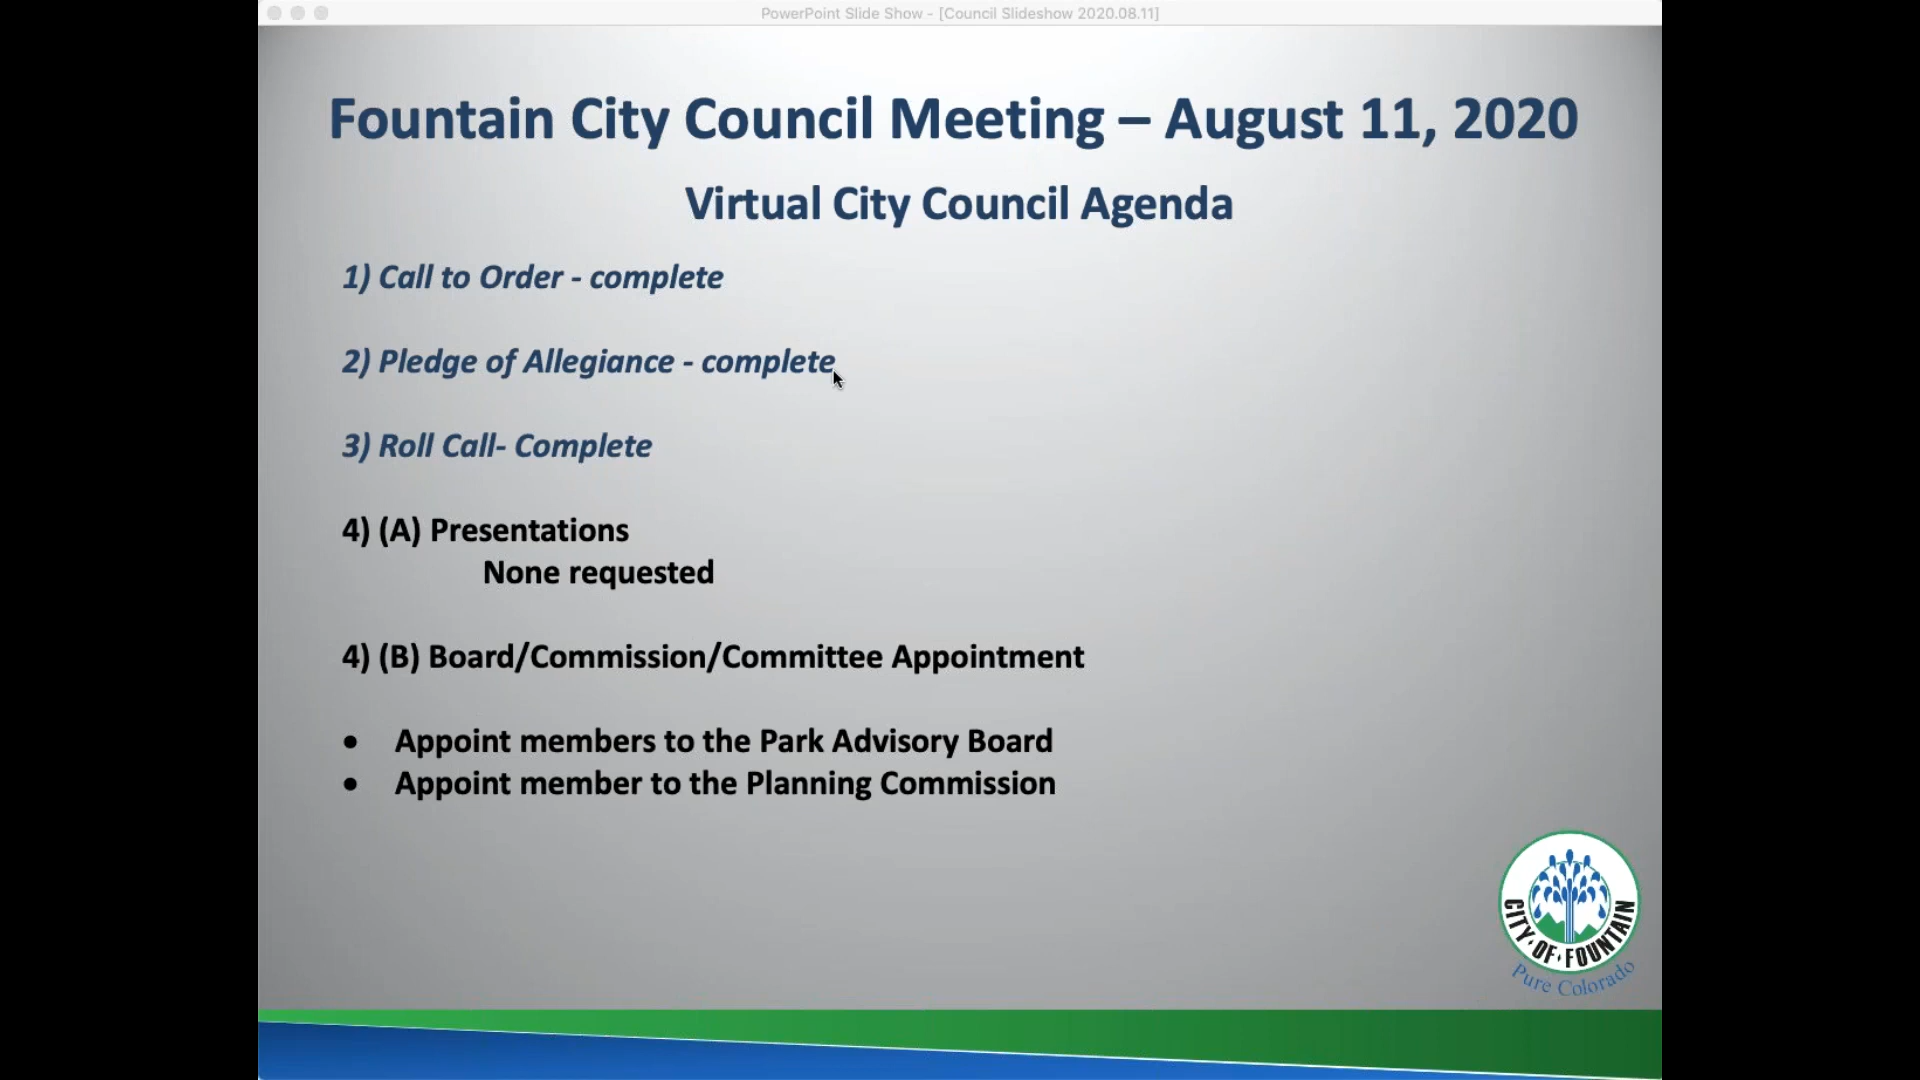 PowerPoint Slide Show - [Council Slideshow 2020.08.11]
Fountain City Council Meeting – August 11, 2020
Virtual City Council Agenda
1) Call to Order - complete
2) Pledge of Allegiance - complete
3) Roll Call- Complete
4) (A) Presentations
None requested
4) (B) Board/Commission/Committee Appointment
• Appoint members to the Park Advisory Board
• Appoint member to the Planning Commission
CITY·OF·FOUNTAIN
Pure Colorado